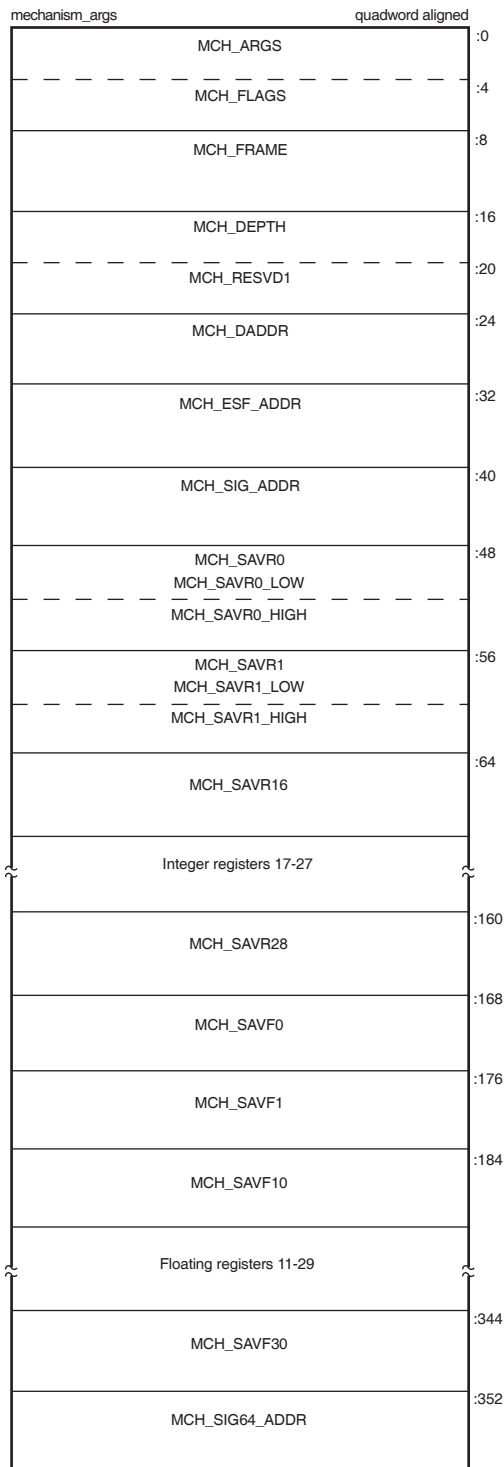 mechanism_args quadword aligned
:0
MCH_ARGS
:4
MCH_FLAGS
:8
MCH_FRAME
:16
MCH_DEPTH
:20
MCH_RESVD1
:24
MCH_DADDR
:32
MCH_ESF_ADDR
:40
MCH_SIG_ADDR
:48
MCH_SAVR0
MCH_SAVR0_LOW
MCH_SAVR0_HIGH
:56
MCH_SAVR1
MCH_SAVR1_LOW
MCH_SAVR1_HIGH
:64
MCH_SAVR16
Integer registers 17-27
:160
MCH_SAVR28
:168
MCH_SAVF0
:176
MCH_SAVF1
:184
MCH_SAVF10
Floating registers 11-29
:344
MCH_SAVF30
:352
MCH_SIG64_ADDR